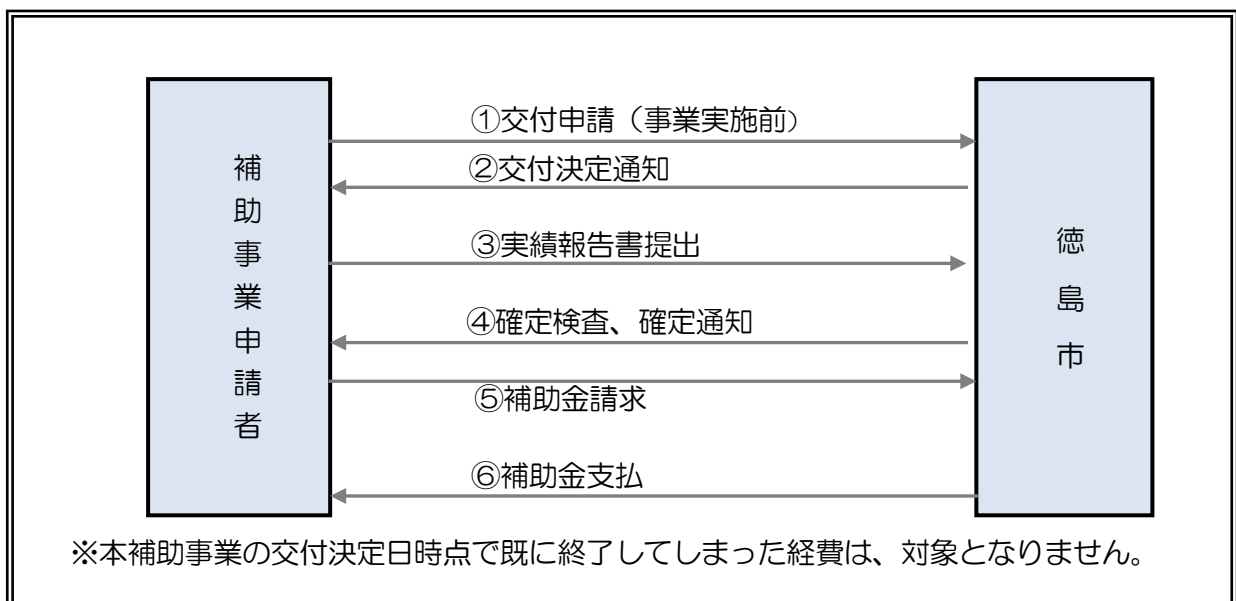 補助事業申請者
①交付申請（事業実施前）
②交付決定通知
③実績報告書提出
④確定検査、確定通知
⑤補助金請求
⑥補助金支払
徳島市
※本補助事業の交付決定日時点で既に終了してしまった経費は、対象となりません。